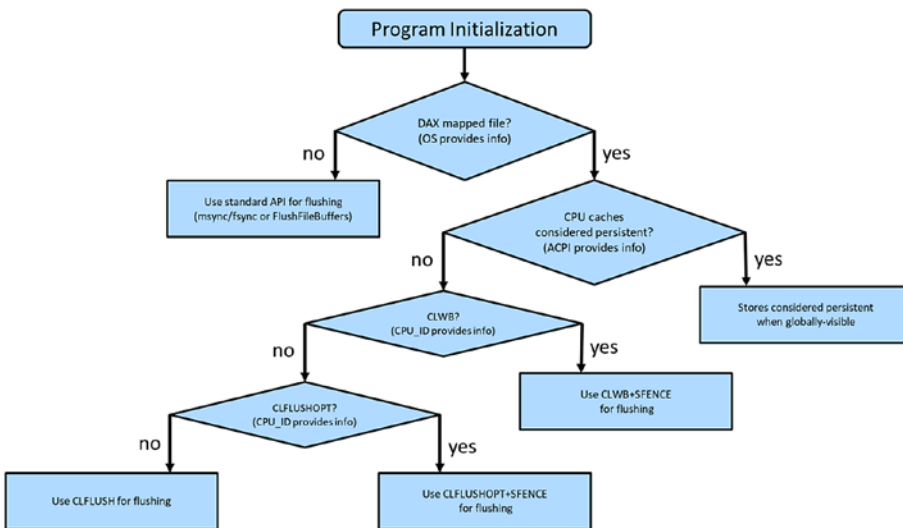 Program Initialization
DAX mapped file?
(OS provides info)
no
yes
Use standard API for flushing
(msync/fsync or FlushFileBuffers)
CPU caches
considered persistent?
(ACPI provides info)
no
yes
Stores considered persistent
when globally-visible
CLWB?
(CPU_ID provides info)
no
yes
Use CLWB+SFENCE
for flushing
CLFLUSHOPT?
(CPU_ID provides info)
no
yes
Use CLFLUSH for flushing
Use CLFLUSHOPT+SFENCE
for flushing